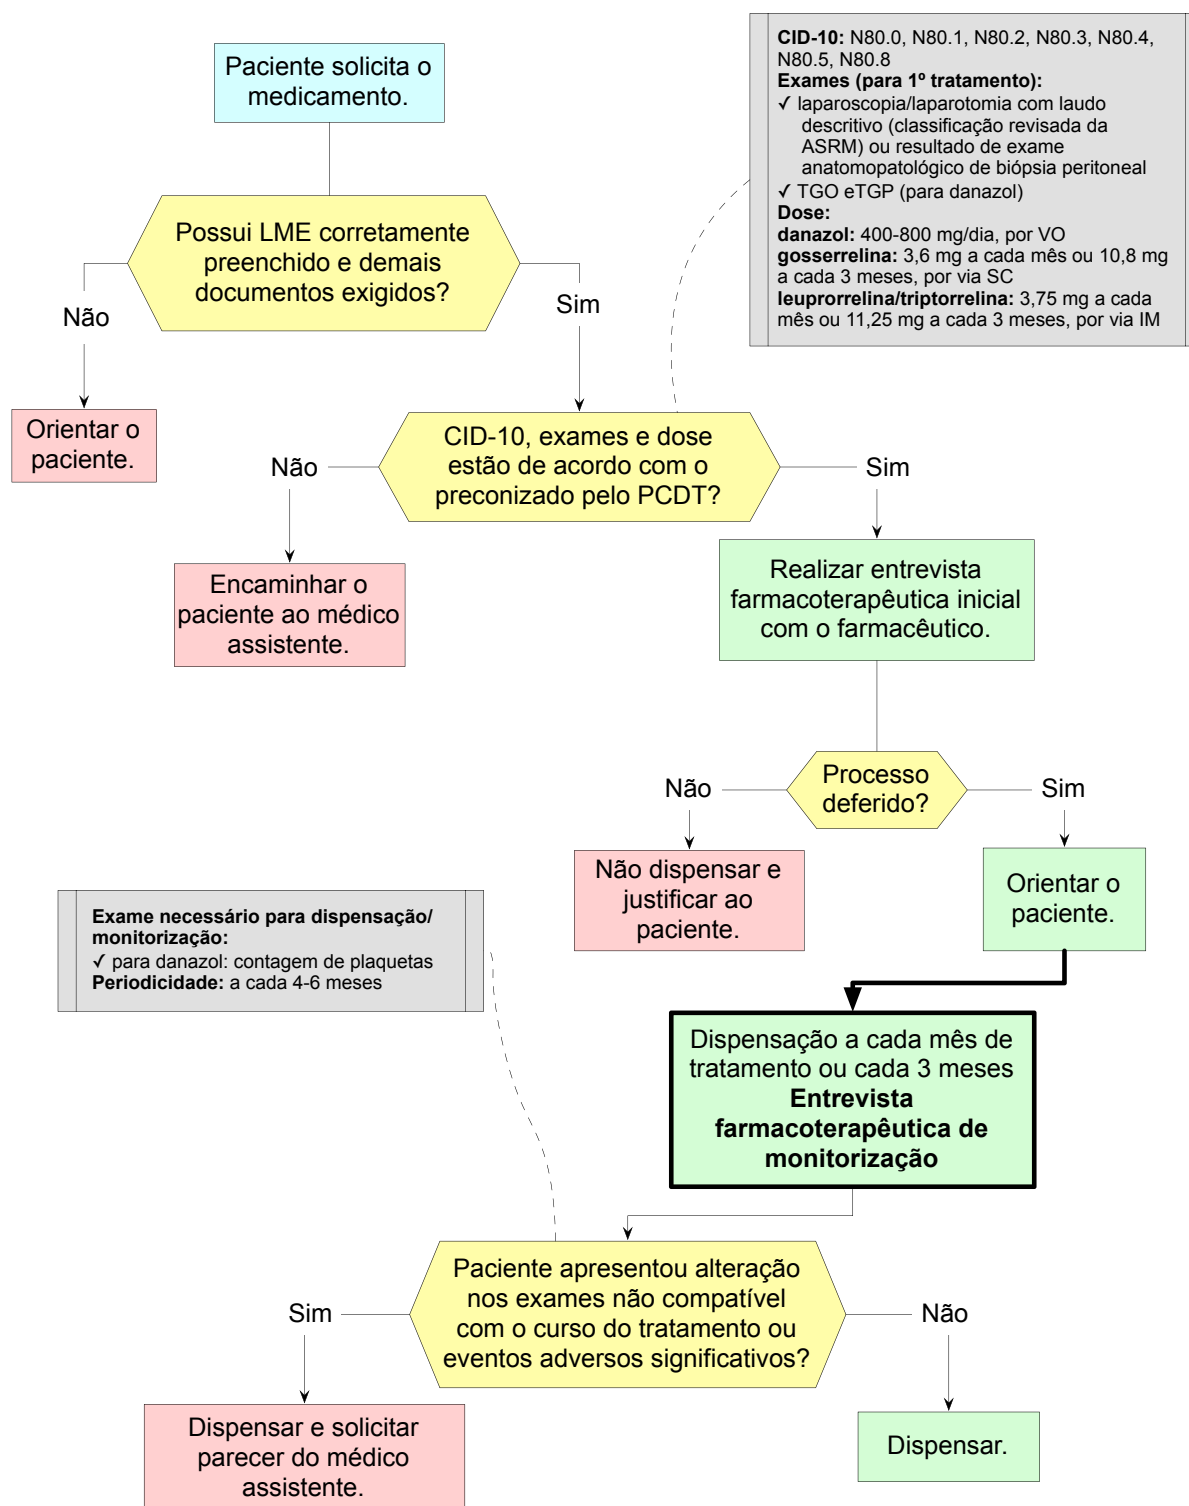 Paciente solicita o
medicamento.
CID-10: N80.0, N80.1, N80.2, N80.3, N80.4,
N80.5, N80.8
Exames (para 1º tratamento):
✓ laparoscopia/laparotomia com laudo
descritivo (classificação revisada da
ASRM) ou resultado de exame
anatomopatológico de biópsia peritoneal
✓ TGO eTGP (para danazol)
Dose:
danazol: 400-800 mg/dia, por VO
gosserrelina: 3,6 mg a cada mês ou 10,8 mg
a cada 3 meses, por via SC
leuprorrelina/triptorrelina: 3,75 mg a cada
mês ou 11,25 mg a cada 3 meses, por via IM
Possui LME corretamente
preenchido e demais
documentos exigidos?
Não
Sim
Orientar o
paciente.
CID-10, exames e dose
estão de acordo com o
preconizado pelo PCDT?
Não
Sim
Encaminhar o
paciente ao médico
assistente.
Realizar entrevista
farmacoterapêutica inicial
com o farmacêutico.
Processo
deferido?
Não
Sim
Não dispensar e
justificar ao
paciente.
Orientar o
paciente.
Exame necessário para dispensação/
monitorização:
✓ para danazol: contagem de plaquetas
Periodicidade: a cada 4-6 meses
Dispensação a cada mês de
tratamento ou cada 3 meses
Entrevista
farmacoterapêutica de
monitorização
Paciente apresentou alteração
nos exames não compatível
com o curso do tratamento ou
eventos adversos significativos?
Sim
Não
Dispensar e solicitar
parecer do médico
assistente.
Dispensar.